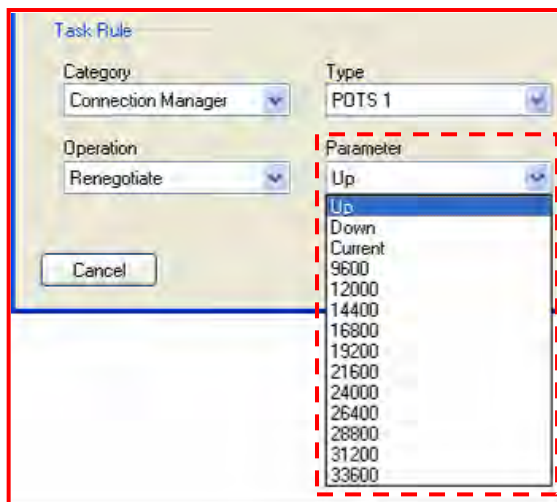 Task Rule
Category
Type
Connection Manager
POTS 1
Operation
Parameter
Renegotiate
Up
Up
Down
Current
9600
12000
14400
16800
19200
21600
24000
26400
28800
31200
33600
Cancel